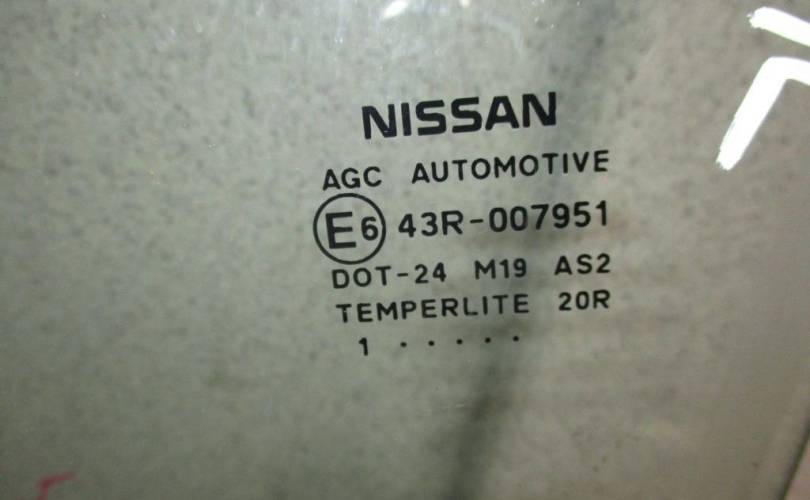 NISSAN
AGC AUTOMOTIVE
E6 43R-007951
DOT-24 M19 AS2
TEMPERLITE 20R
1 . . . . .